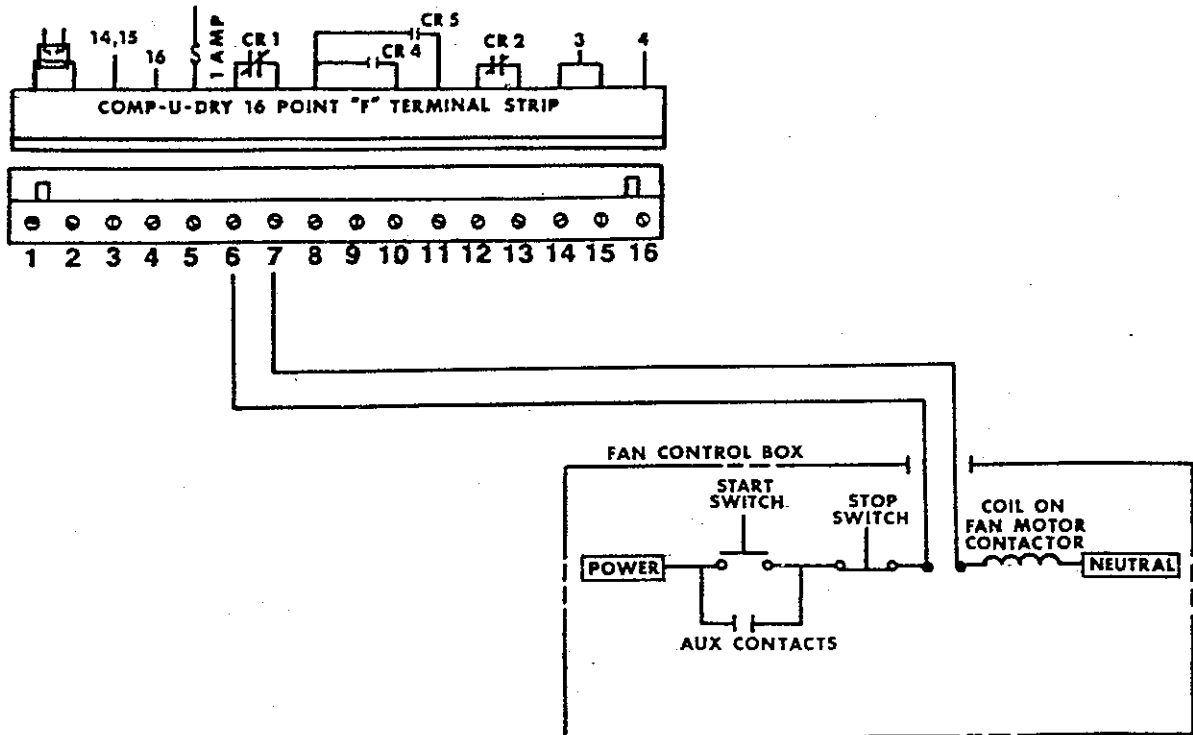 14,15
16
S
1 AMP
CR 1
CR 5
CR 4
CR 2
3
4
COMP-U-DRY 16 POINT "F" TERMINAL STRIP
1 2 3 4 5 6 7 8 9 10 11 12 13 14 15 16
FAN CONTROL BOX
START
SWITCH
STOP
SWITCH
COIL ON
FAN MOTOR
CONTACTOR
POWER
NEUTRAL
AUX CONTACTS